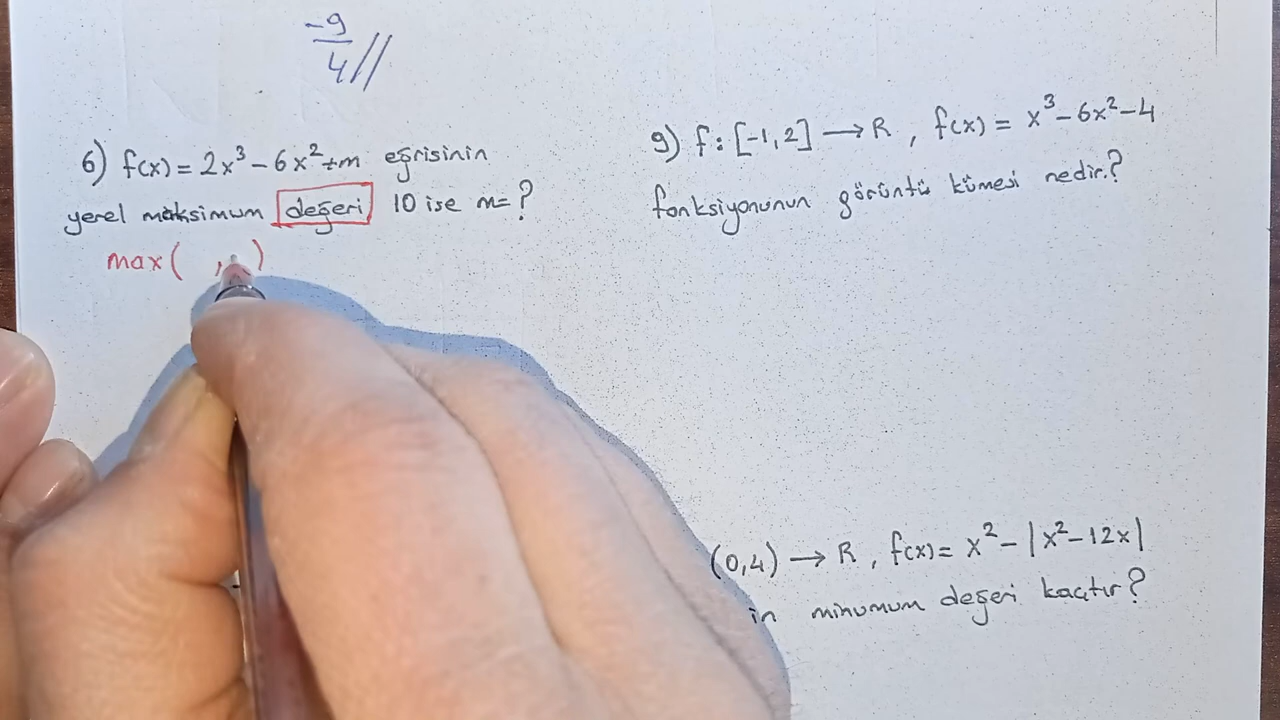 -9
4//
6) f(x) = 2x³ - 6x² + m eğrisinin
yerel maksimum değeri 10 ise m = ?
max( , )
9) f: [-1,2] → R , f(x) = x³ - 6x² - 4
fonksiyonunun görüntü kümesi nedir?
(0,4) → R , f(x) = x² - |x² - 12x|
in minumum değeri kaçtır?